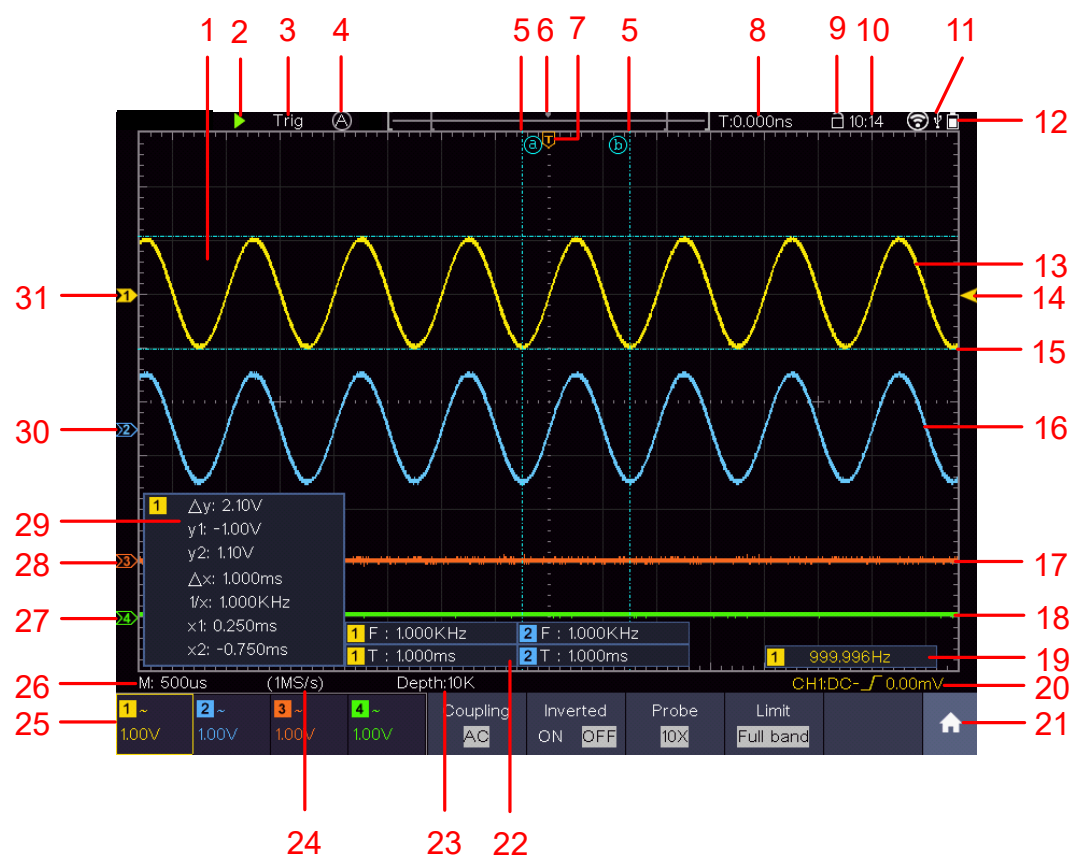 1 2 3 4 5 6 7 5 8 9 10 11
Trig A T:0.000ns 10:14
12
a T b
13
31 1 14
15
30 2 16
1 △y: 2.10V
29 y1: -1.00V
y2: 1.10V
28 3 17
△x: 1.000ms
1/x: 1.000KHz
27 4 18
x1: 0.250ms
x2: -0.750ms
1 F : 1.000KHz 2 F : 1.000KHz
1 T : 1.000ms 2 T : 1.000ms
1 999.996Hz 19
26 M: 500us (1MS/s) Depth:10K CH1:DC- 0.00mV 20
25 1 ~ 2 ~ 3 ~ 4 ~ Coupling Inverted Probe Limit
1.00V 1.00V 1.00V 1.00V AC ON OFF 10X Full band 21
24 23 22